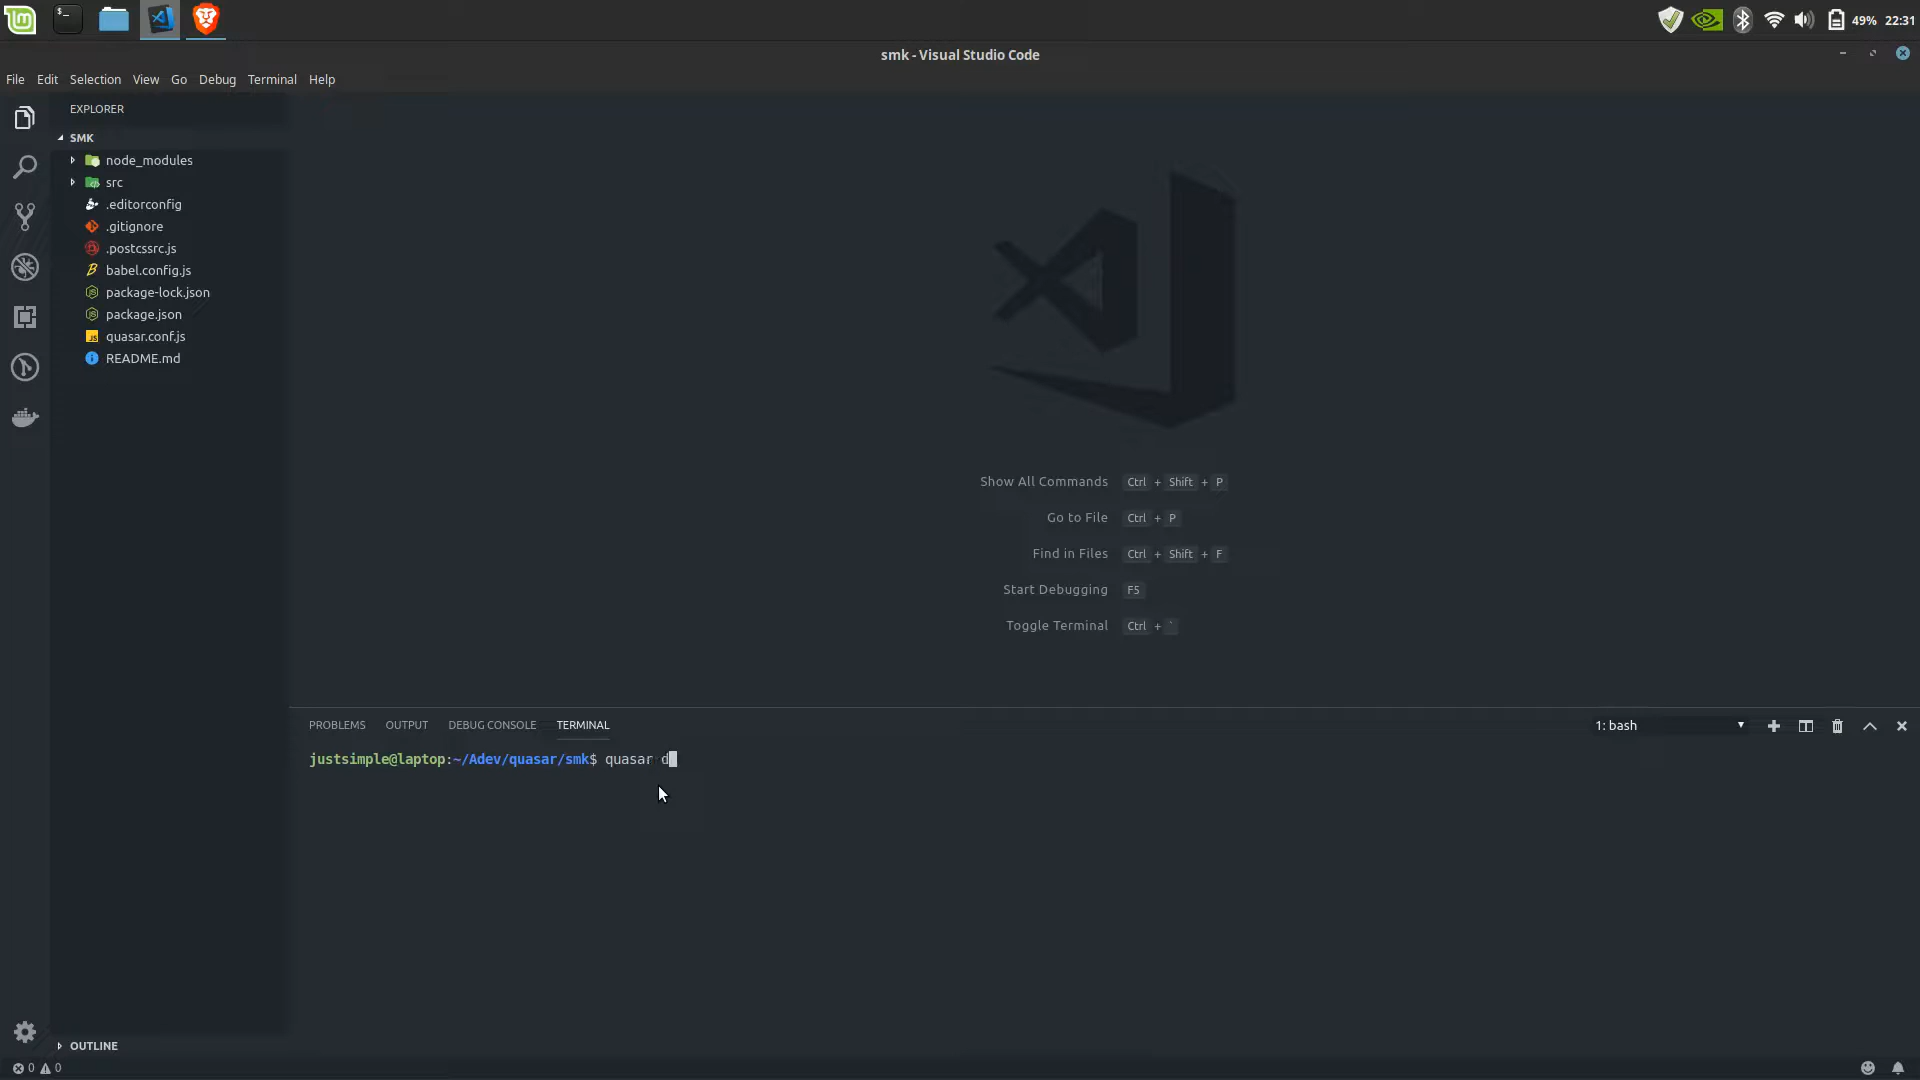 49% 22:31
smk - Visual Studio Code
File Edit Selection View Go Debug Terminal Help
EXPLORER
SMK
node_modules
src
.editorconfig
.gitignore
.postcssrc.js
babel.config.js
package-lock.json
package.json
quasar.conf.js
README.md
Show All Commands Ctrl + Shift + P
Go to File Ctrl + P
Find in Files Ctrl + Shift + F
Start Debugging F5
Toggle Terminal Ctrl + `
PROBLEMS OUTPUT DEBUG CONSOLE TERMINAL 1: bash
justsimple@laptop:~/Adev/quasar/smk$ quasar d
OUTLINE
0 0